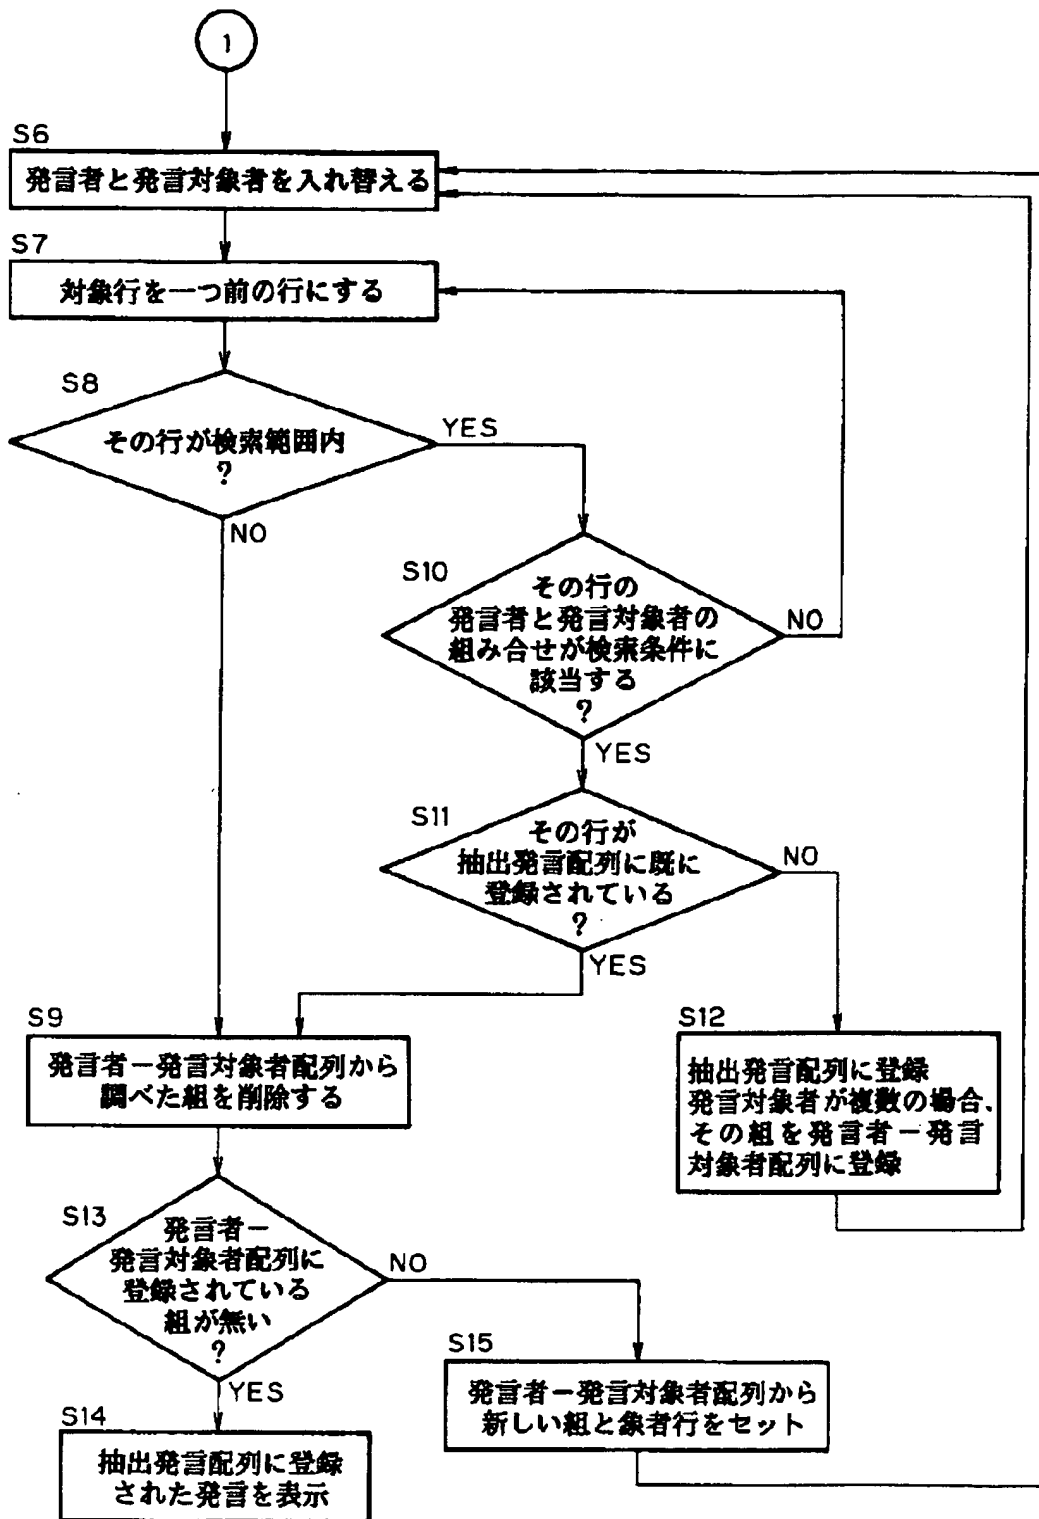 1
S6
発言者と発言対象者を入れ替える
S7
対象行を一つ前の行にする
S8
その行が検索範囲内
?
YES
NO
S10
その行の
発言者と発言対象者の
組み合せが検索条件に
該当する
?
NO
YES
S11
その行が
抽出発言配列に既に
登録されている
?
NO
YES
S9
発言者-発言対象者配列から
調べた組を削除する
S12
抽出発言配列に登録
発言対象者が複数の場合、
その組を発言者-発言
対象者配列に登録
S13
発言者-
発言対象者配列に
登録されている
組が無い
?
NO
YES
S15
発言者-発言対象者配列から
新しい組と象者行をセット
S14
抽出発言配列に登録
された発言を表示